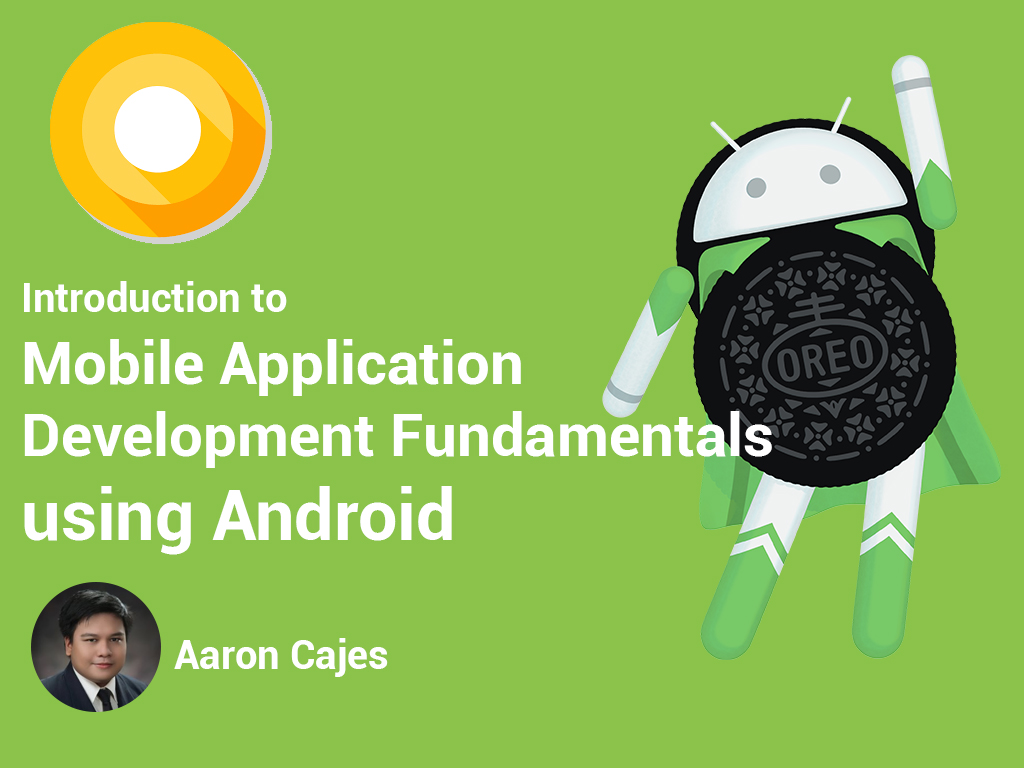 Introduction to
Mobile Application
Development Fundamentals
using Android
OREO
Aaron Cajes